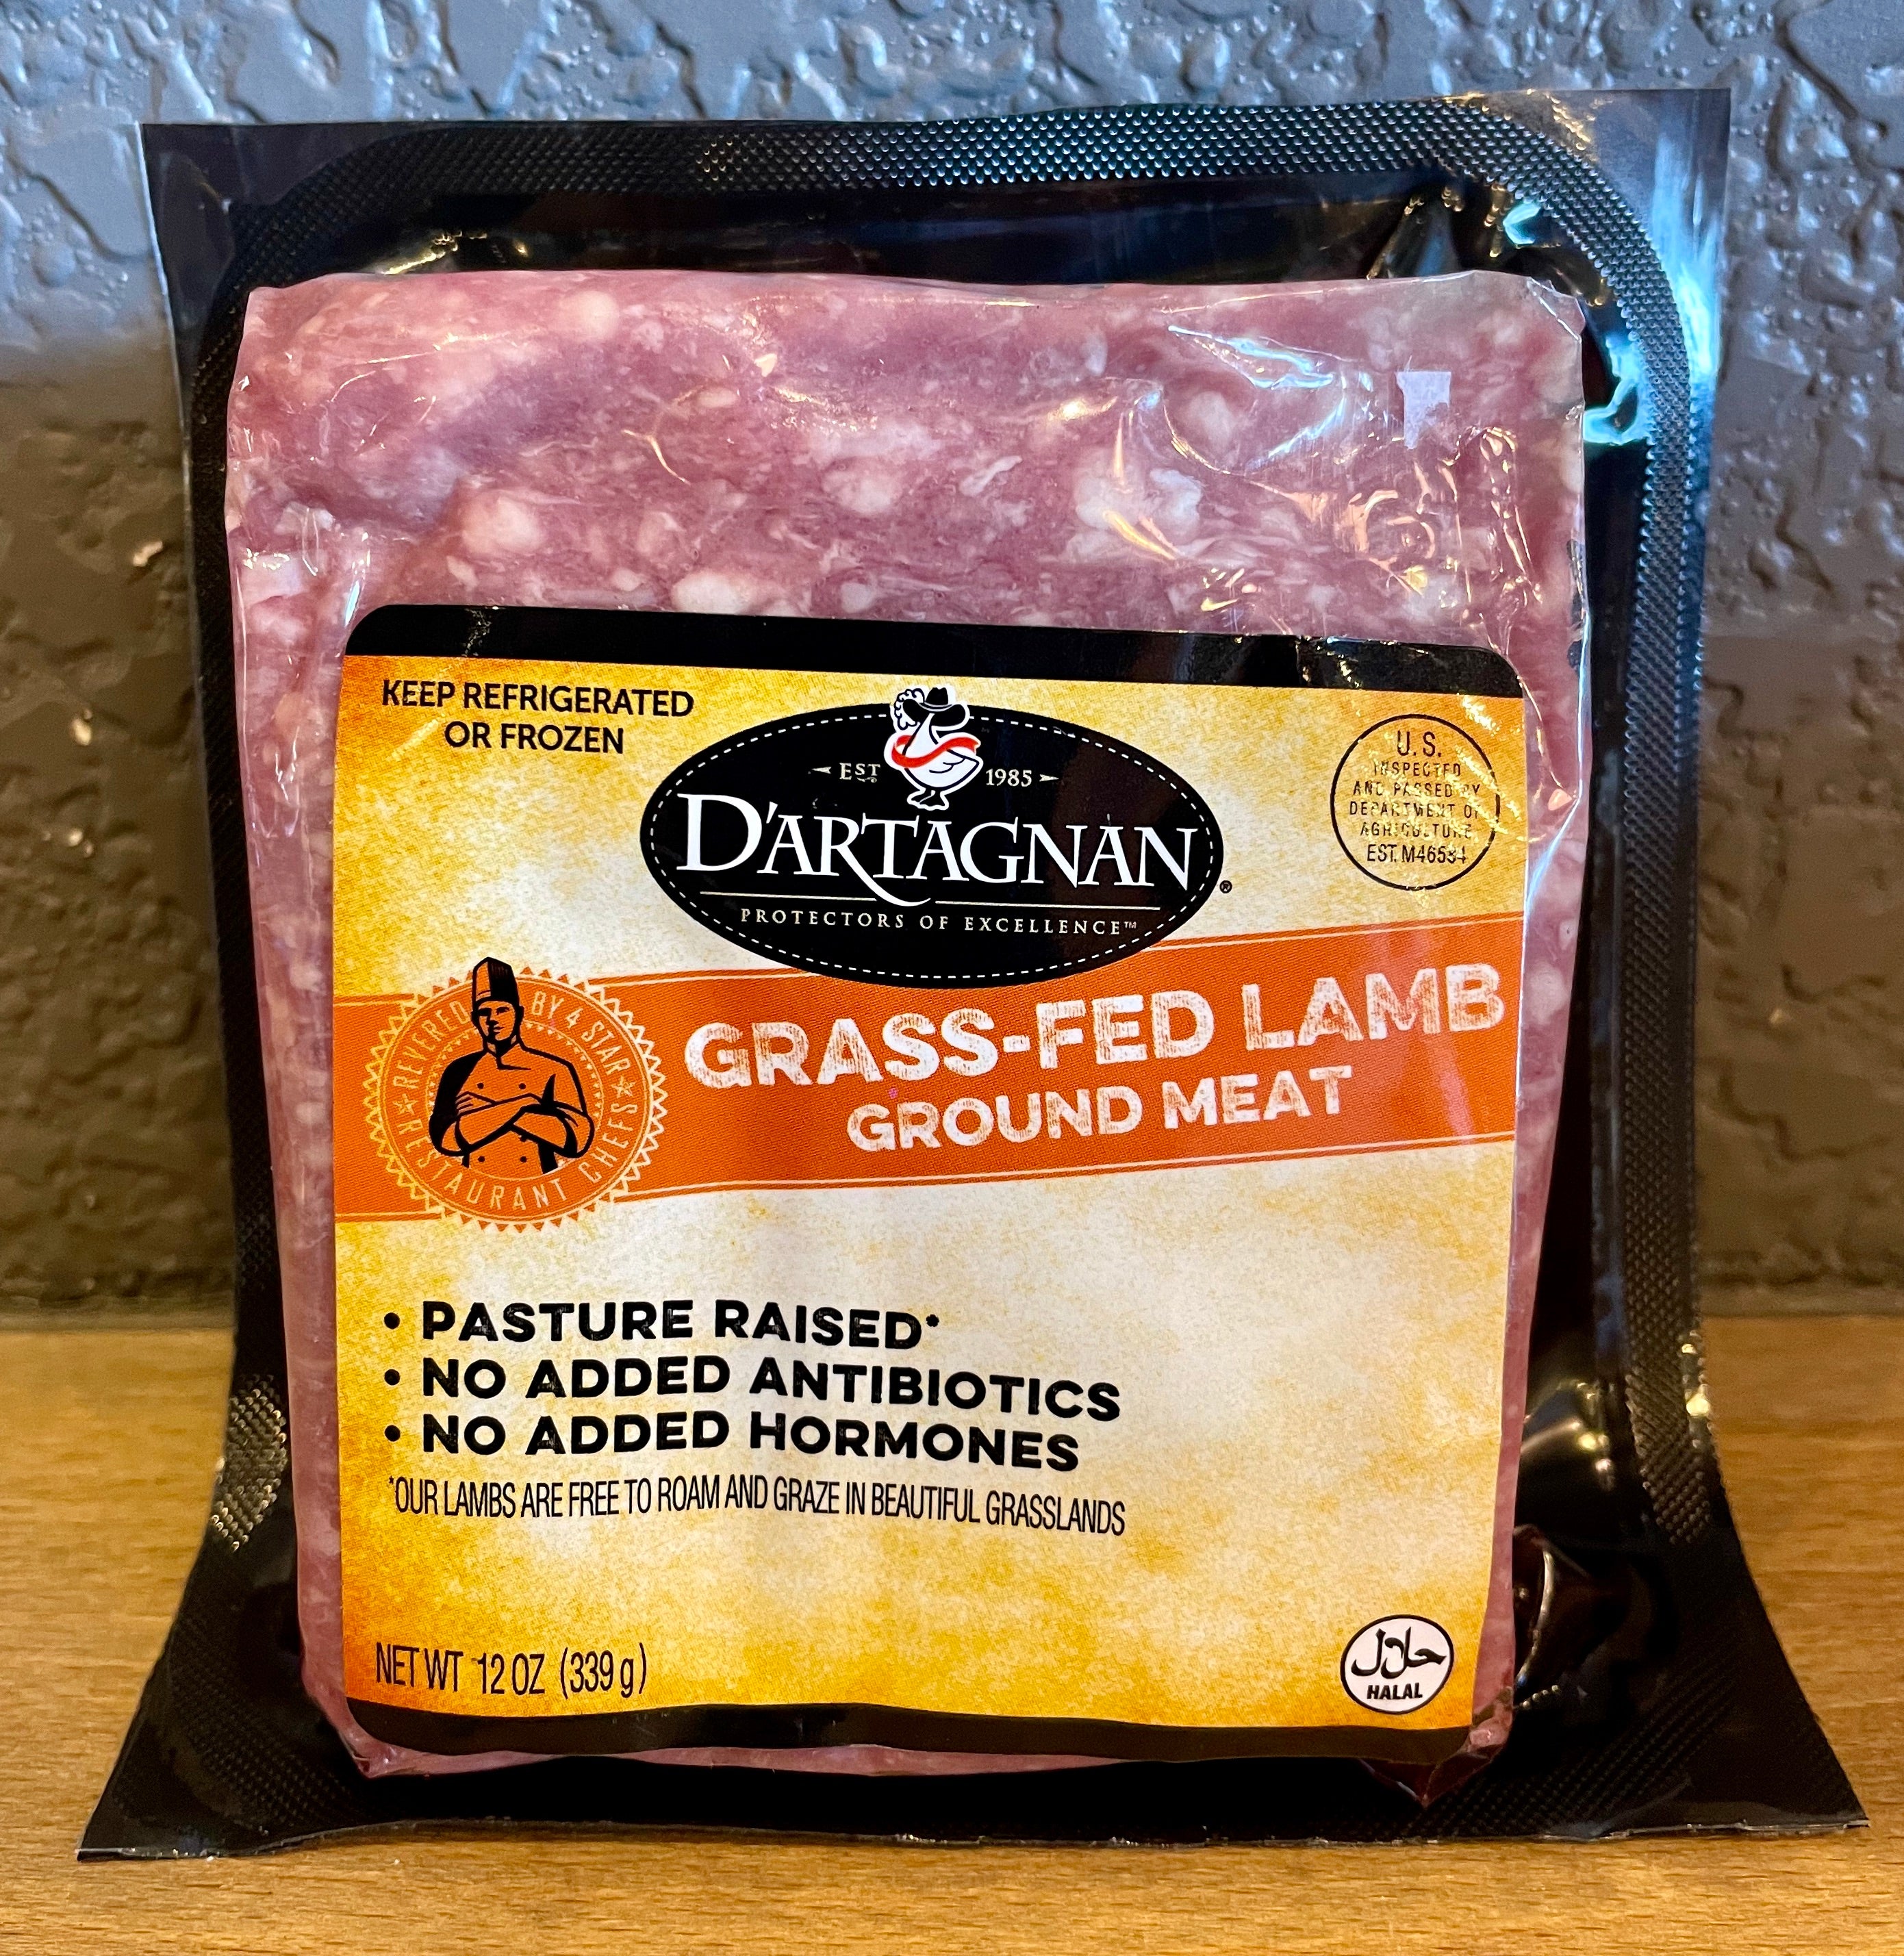 KEEP REFRIGERATED
OR FROZEN
EST 1985
D'ARTAGNAN®
PROTECTORS OF EXCELLENCE™
U.S.
INSPECTED
AND PASSED BY
DEPARTMENT OF
AGRICULTURE
EST. M46534
REVERED BY 4 STAR
RESTAURANT CHEFS
GRASS-FED LAMB
GROUND MEAT
• PASTURE RAISED*
• NO ADDED ANTIBIOTICS
• NO ADDED HORMONES
*OUR LAMBS ARE FREE TO ROAM AND GRAZE IN BEAUTIFUL GRASSLANDS
NET WT 12 OZ (339 g)
حلال
HALAL